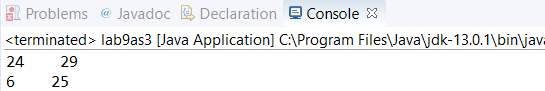 Problems @ Javadoc Declaration Console
<terminated> lab9as3 [Java Application] C:\Program Files\Java\jdk-13.0.1\bin\jav
24 29
6 25